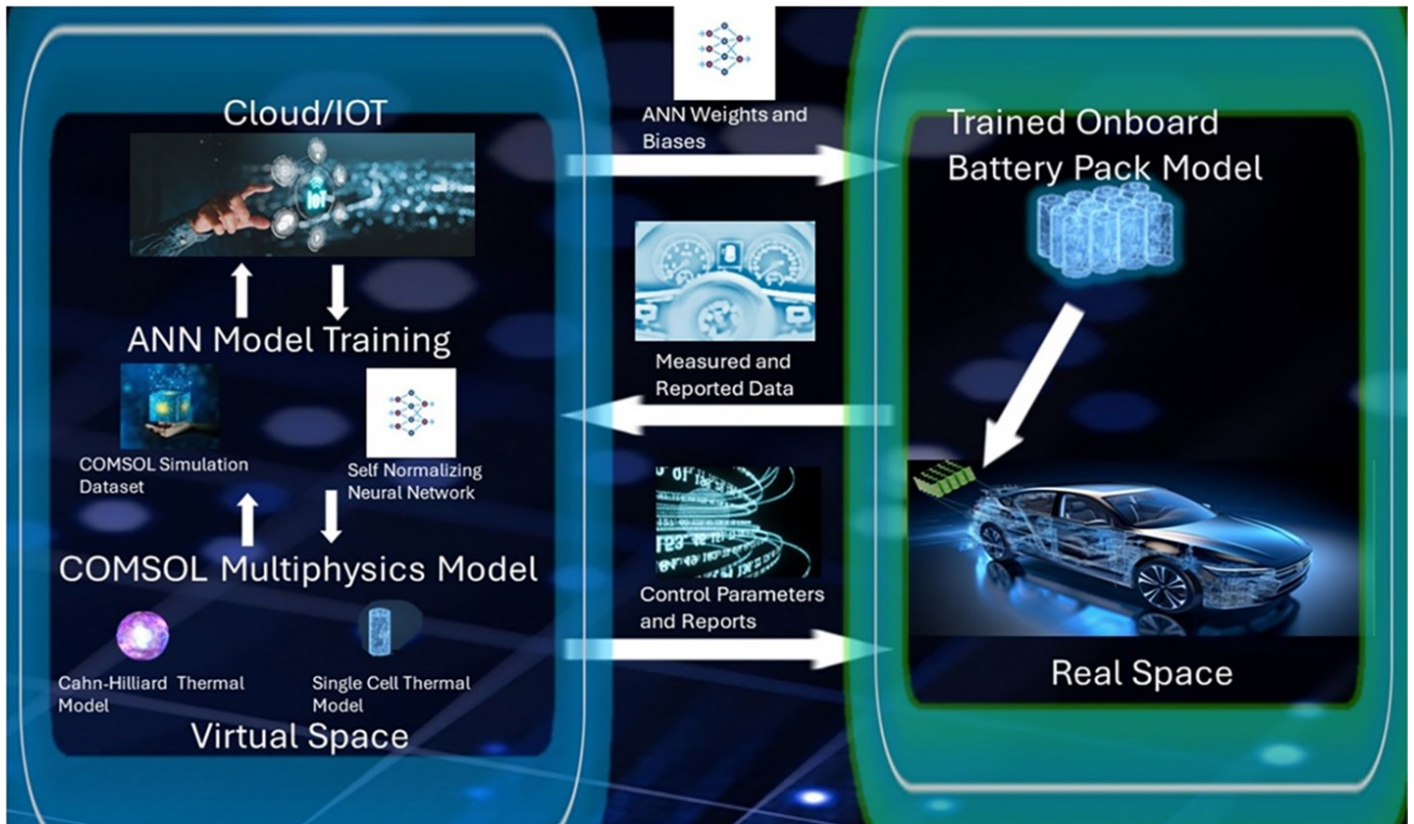 Cloud/IOT
IoT
ANN Model Training
COMSOL Simulation
Dataset
Self Normalizing
Neural Network
COMSOL Multiphysics Model
Cahn-Hilliard Thermal
Model
Single Cell Thermal
Model
Virtual Space
ANN Weights and
Biases
Measured and
Reported Data
Control Parameters
and Reports
Trained Onboard
Battery Pack Model
Real Space